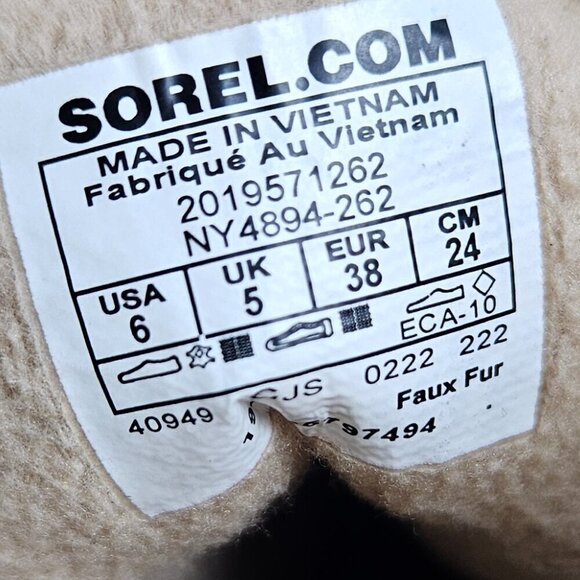 SOREL.COM
MADE IN VIETNAM
Fabriqué Au Vietnam
2019571262
NY4894-262
USA UK EUR CM
6 5 38 24
ECA-10
40949 CJS 0222 222
Faux Fur